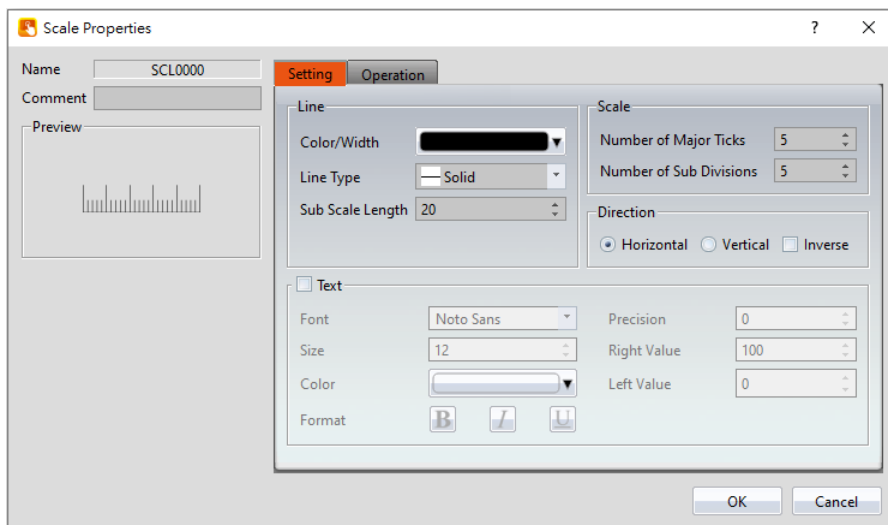 Scale Properties ? ×
Name SCL0000
Comment
Preview
Setting Operation
Line
Color/Width
Line Type Solid
Sub Scale Length 20
Scale
Number of Major Ticks 5
Number of Sub Divisions 5
Direction
Horizontal Vertical Inverse
Text
Font Noto Sans
Size 12
Color
Format B I U
Precision 0
Right Value 100
Left Value 0
OK Cancel